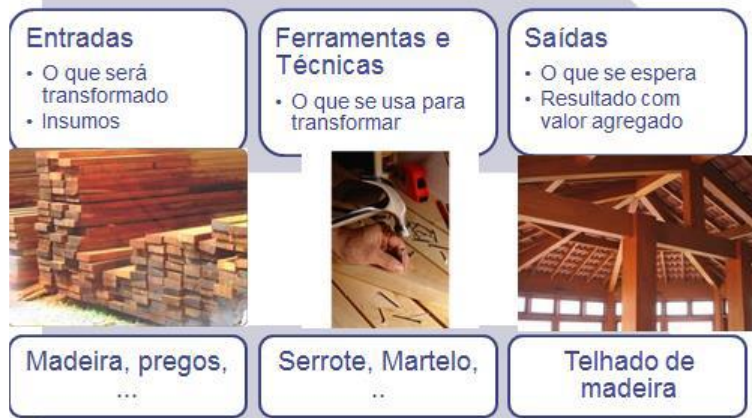 Entradas
• O que será
transformado
• Insumos
Ferramentas e
Técnicas
• O que se usa para
transformar
Saídas
• O que se espera
• Resultado com
valor agregado
Madeira, pregos,
...
Serrote, Martelo,
..
Telhado de
madeira